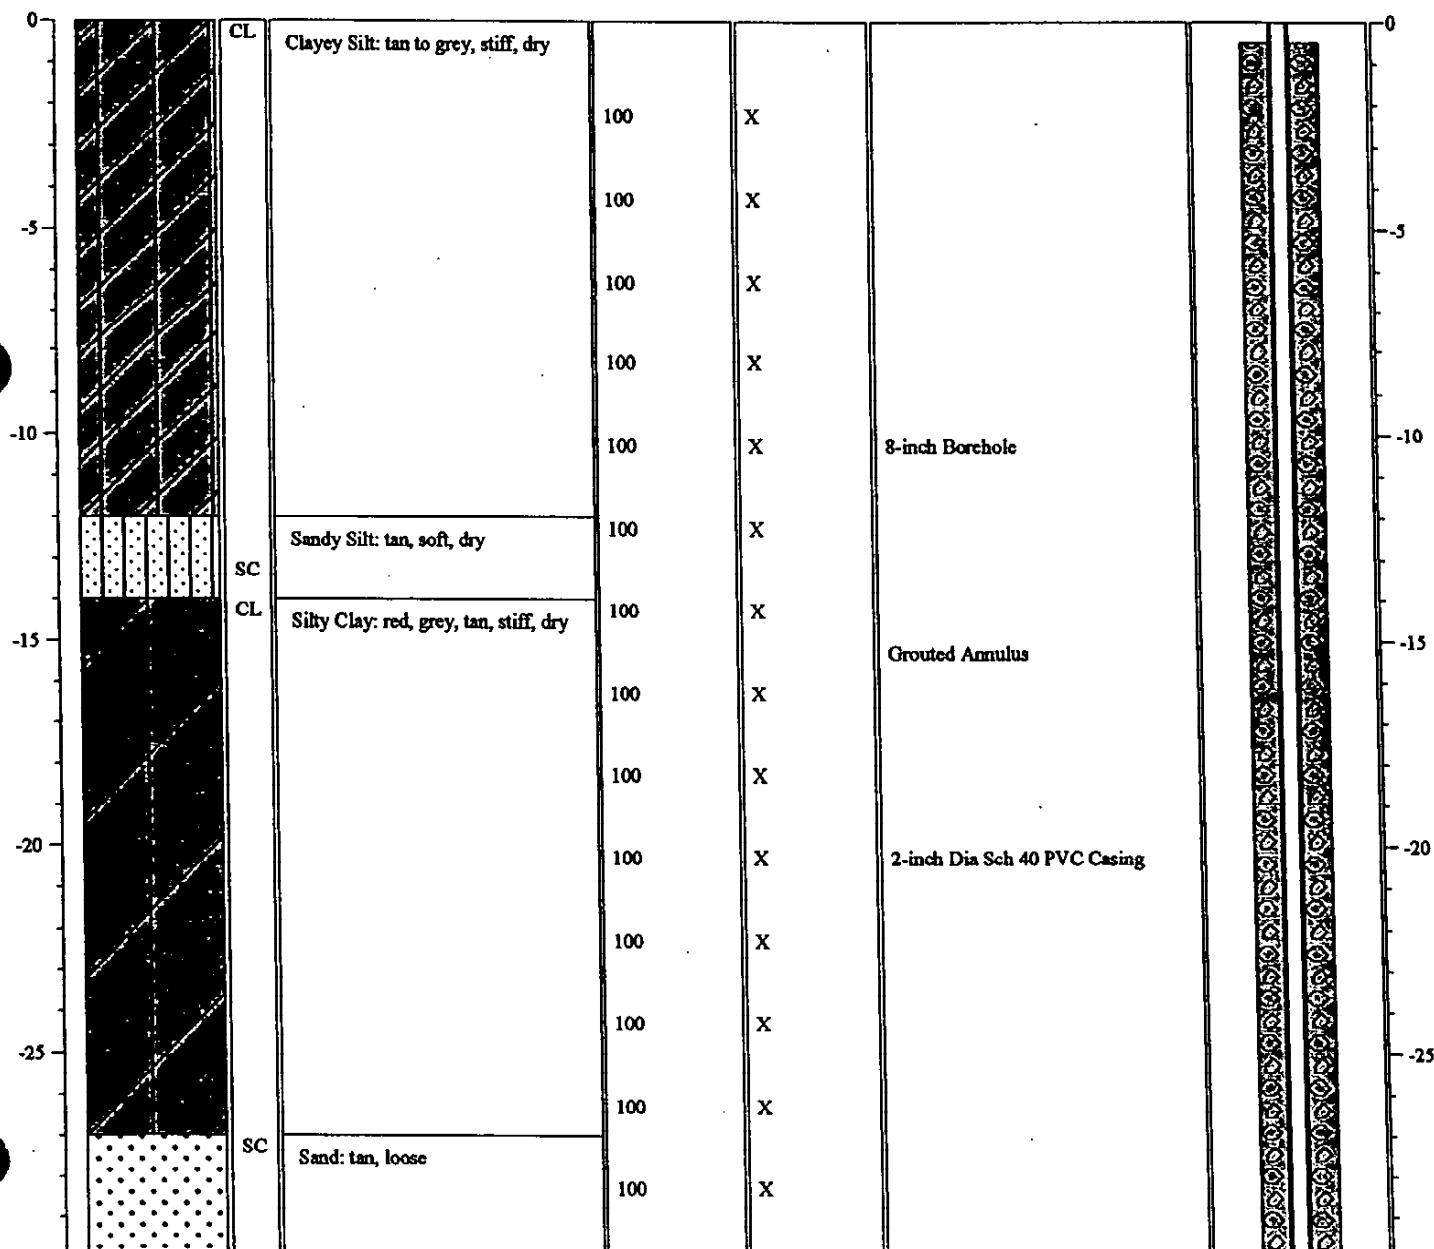 0 CL Clayey Silt: tan to grey, stiff, dry 0
100 X
100 X
-5 -5
100 X
100 X
-10 100 X 8-inch Borehole -10
100 X
Sandy Silt: tan, soft, dry
SC
CL 100 X
Silty Clay: red, grey, tan, stiff, dry
-15 Grouted Annulus -15
100 X
100 X
-20 100 X 2-inch Dia Sch 40 PVC Casing -20
100 X
100 X
-25 -25
100 X
SC Sand: tan, loose
100 X